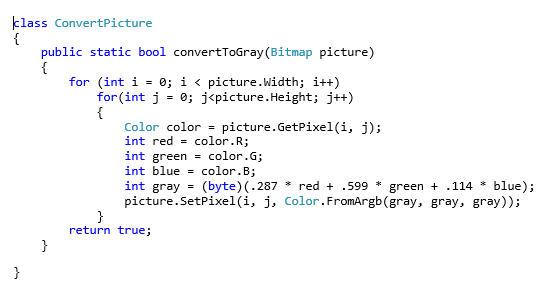 class ConvertPicture
{
    public static bool convertToGray(Bitmap picture)
    {
        for (int i = 0; i < picture.Width; i++)
            for(int j = 0; j<picture.Height; j++)
            {
                Color color = picture.GetPixel(i, j);
                int red = color.R;
                int green = color.G;
                int blue = color.B;
                int gray = (byte)(.287 * red + .599 * green + .114 * blue);
                picture.SetPixel(i, j, Color.FromArgb(gray, gray, gray));
            }
        return true;
    }
}